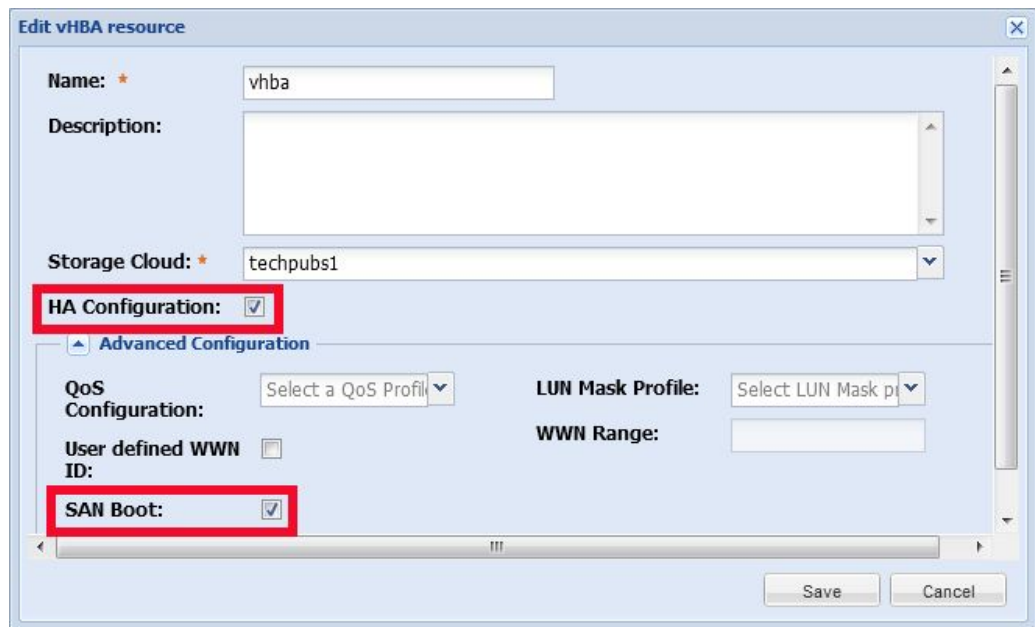 Edit vHBA resource
Name: *
vhba
Description:
Storage Cloud: *
techpubs1
HA Configuration:
Advanced Configuration
QoS
Configuration:
Select a QoS Profil
LUN Mask Profile:
Select LUN Mask p
User defined WWN
ID:
WWN Range:
SAN Boot:
Save
Cancel